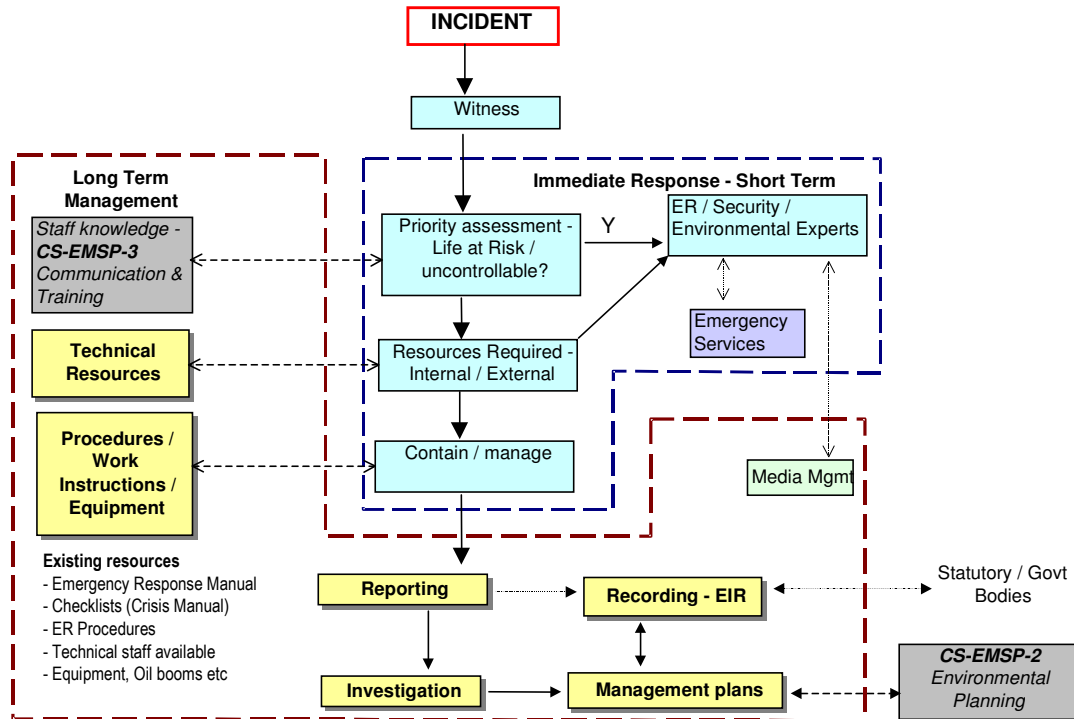 INCIDENT
Witness
Long Term
Management
Immediate Response - Short Term
Staff knowledge -
CS-EMSP-3
Communication &
Training
Priority assessment -
Life at Risk /
uncontrollable?
Y
ER / Security /
Environmental Experts
Emergency
Services
Technical
Resources
Resources Required -
Internal / External
Procedures /
Work
Instructions /
Equipment
Contain / manage
Media Mgmt
Existing resources
- Emergency Response Manual
- Checklists (Crisis Manual)
- ER Procedures
- Technical staff available
- Equipment, Oil booms etc
Reporting
Recording - EIR
Statutory / Govt
Bodies
Investigation
Management plans
CS-EMSP-2
Environmental
Planning